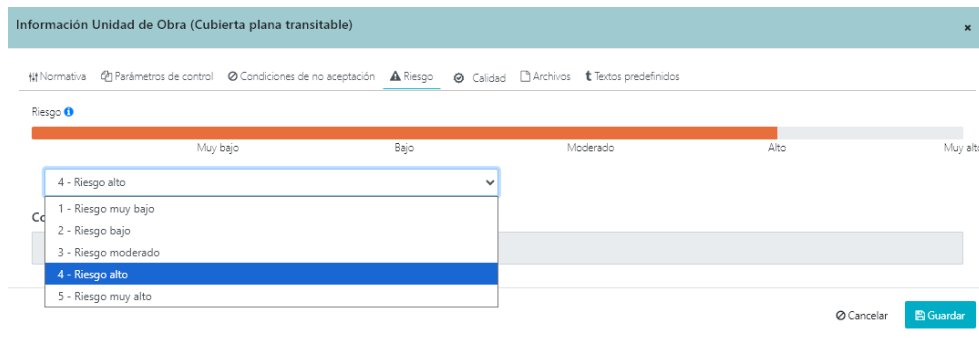 Información Unidad de Obra (Cubierta plana transitable)
Normativa Parámetros de control Condiciones de no aceptación Riesgo Calidad Archivos Textos predefinidos
Riesgo
Muy bajo Bajo Moderado Alto Muy alto
4 - Riesgo alto
1 - Riesgo muy bajo
Co
2 - Riesgo bajo
3 - Riesgo moderado
4 - Riesgo alto
5 - Riesgo muy alto
Cancelar Guardar